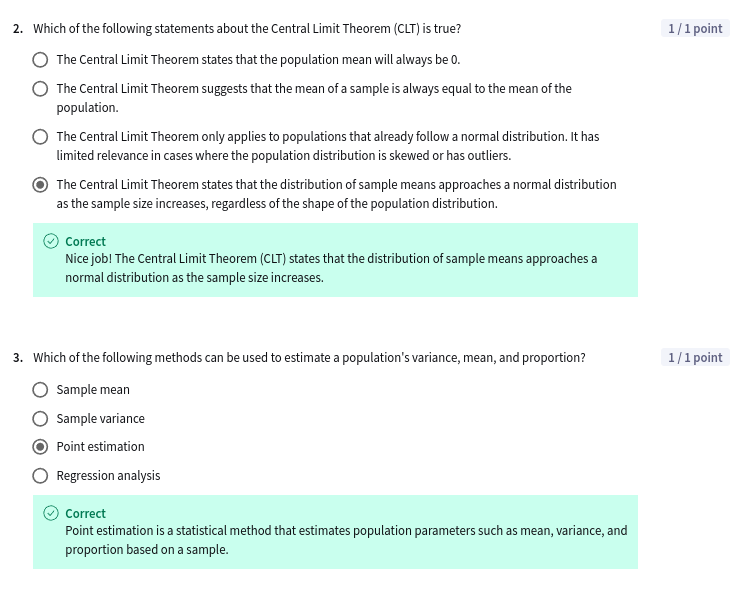 2. Which of the following statements about the Central Limit Theorem (CLT) is true? 1 / 1 point
The Central Limit Theorem states that the population mean will always be 0.
The Central Limit Theorem suggests that the mean of a sample is always equal to the mean of the
population.
The Central Limit Theorem only applies to populations that already follow a normal distribution. It has
limited relevance in cases where the population distribution is skewed or has outliers.
The Central Limit Theorem states that the distribution of sample means approaches a normal distribution
as the sample size increases, regardless of the shape of the population distribution.
Correct
Nice job! The Central Limit Theorem (CLT) states that the distribution of sample means approaches a
normal distribution as the sample size increases.
3. Which of the following methods can be used to estimate a population's variance, mean, and proportion? 1 / 1 point
Sample mean
Sample variance
Point estimation
Regression analysis
Correct
Point estimation is a statistical method that estimates population parameters such as mean, variance, and
proportion based on a sample.